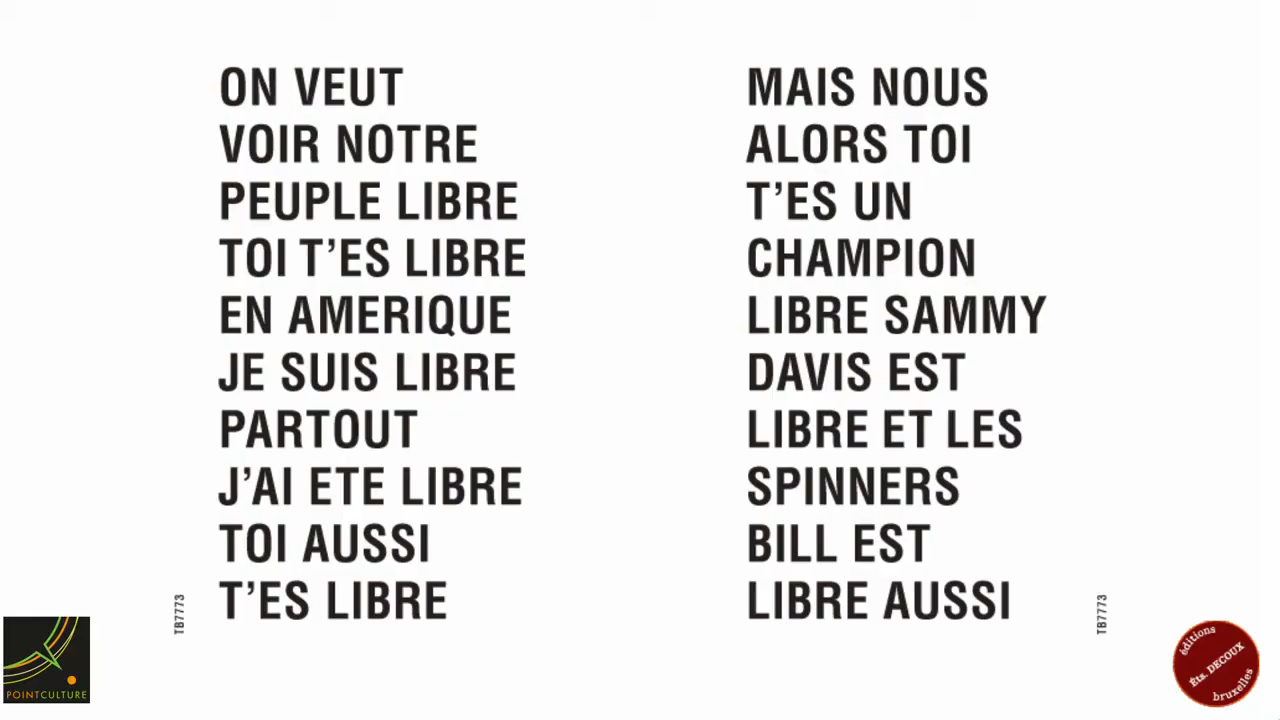 ON VEUT
VOIR NOTRE
PEUPLE LIBRE
TOI T’ES LIBRE
EN AMERIQUE
JE SUIS LIBRE
PARTOUT
J’AI ETE LIBRE
TOI AUSSI
T’ES LIBRE
TB7773
MAIS NOUS
ALORS TOI
T’ES UN
CHAMPION
LIBRE SAMMY
DAVIS EST
LIBRE ET LES
SPINNERS
BILL EST
LIBRE AUSSI
TB7773
POINTCULTURE
éditions
Éts. DECOUX
bruxelles